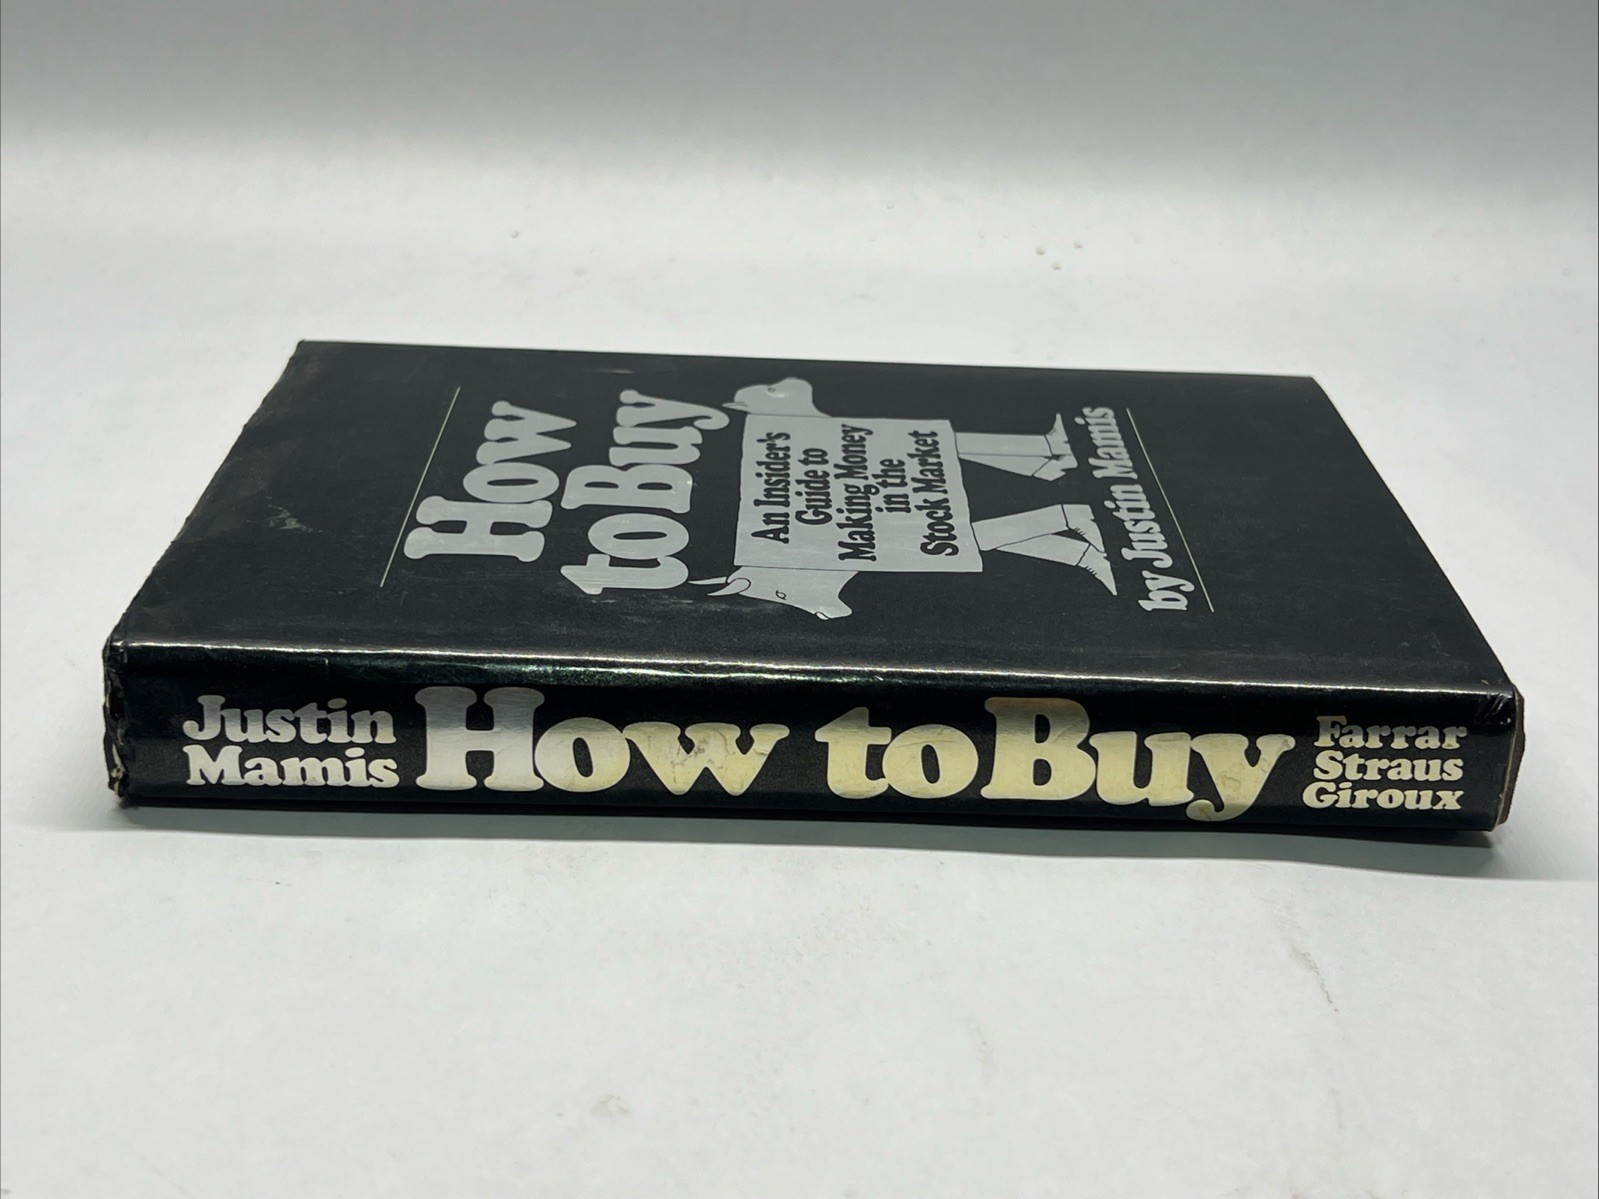 How
to Buy
An Insider's
Guide to
Making Money
in the
Stock Market
by Justin Mamis
Justin
Mamis
How to Buy
Farrar
Straus
Giroux